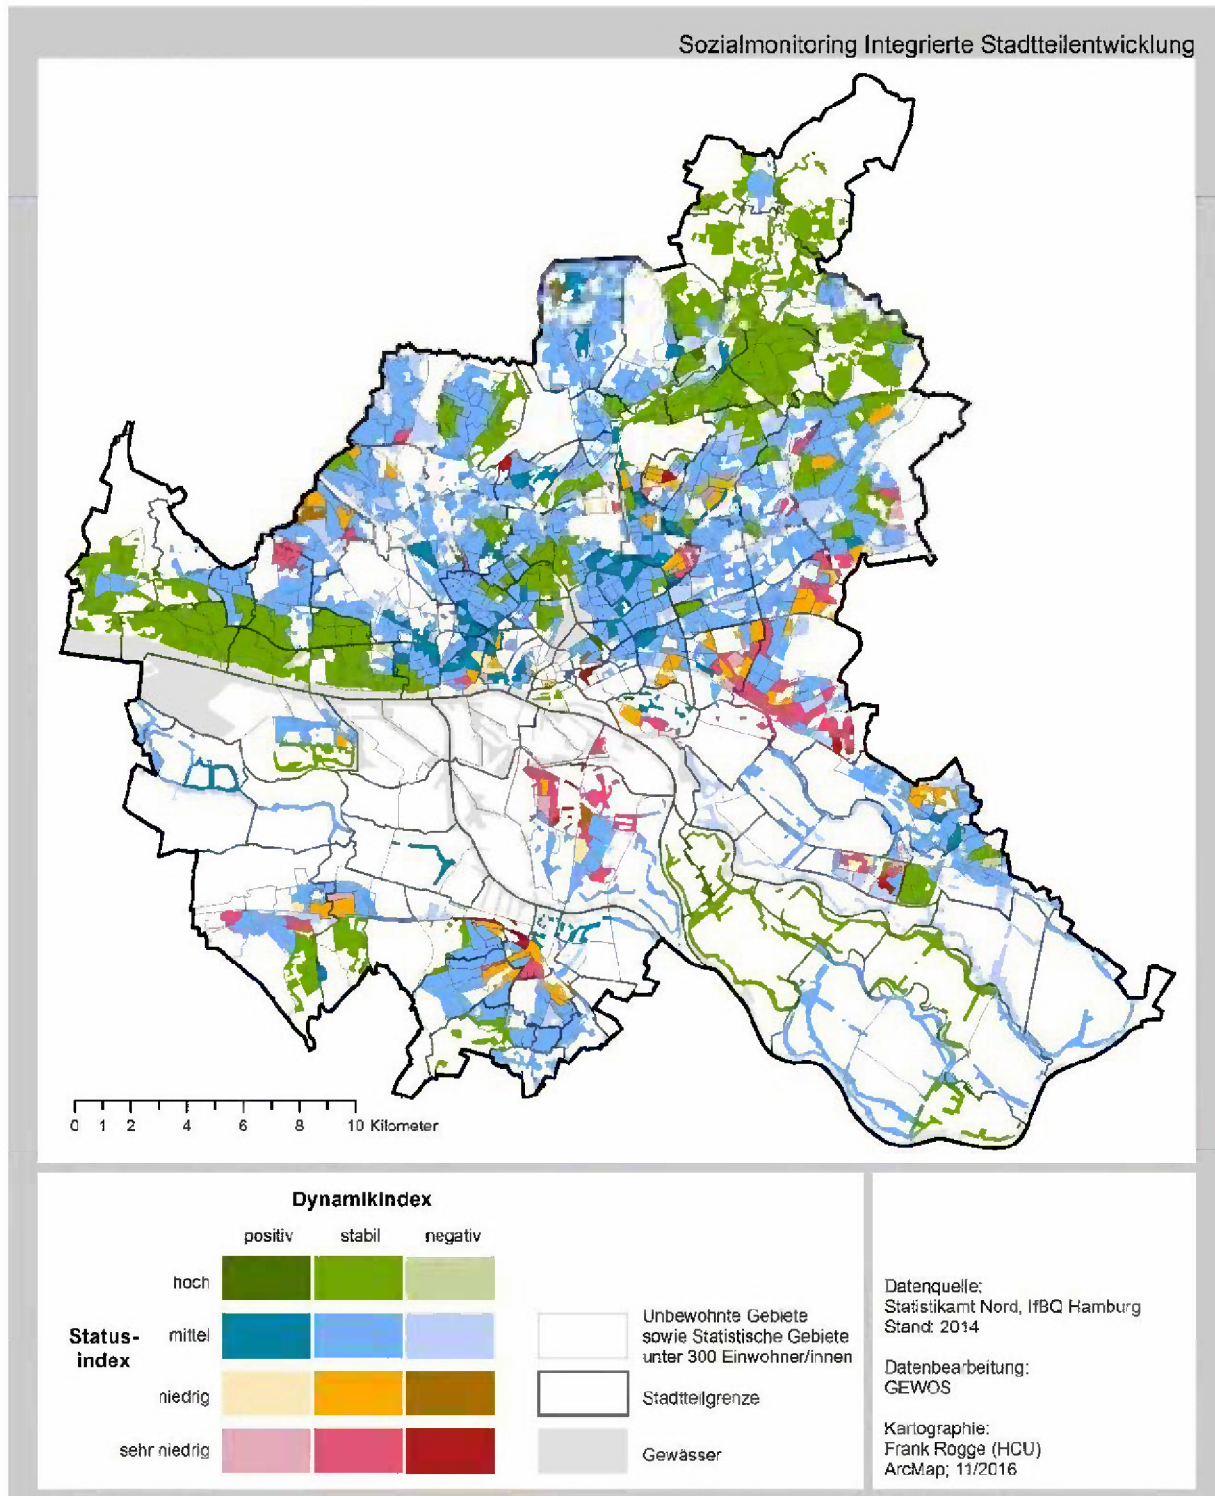 Sozialmonitoring Integrierte Stadtteilentwicklung
0 1 2 4 6 8 10 Kilometer
Dynamikindex
positiv stabil negativ
hoch
Status-
index
mittel
niedrig
sehr niedrig
Unbewohnte Gebiete
sowie Statistische Gebiete
unter 300 Einwohner/innen
Stadtteilgrenze
Gewässer
Datenquelle:
Statistikamt Nord, IfBQ Hamburg
Stand: 2014
Datenbearbeitung:
GEWOS
Kartographie:
Frank Rogge (HCU)
ArcMap; 11/2016